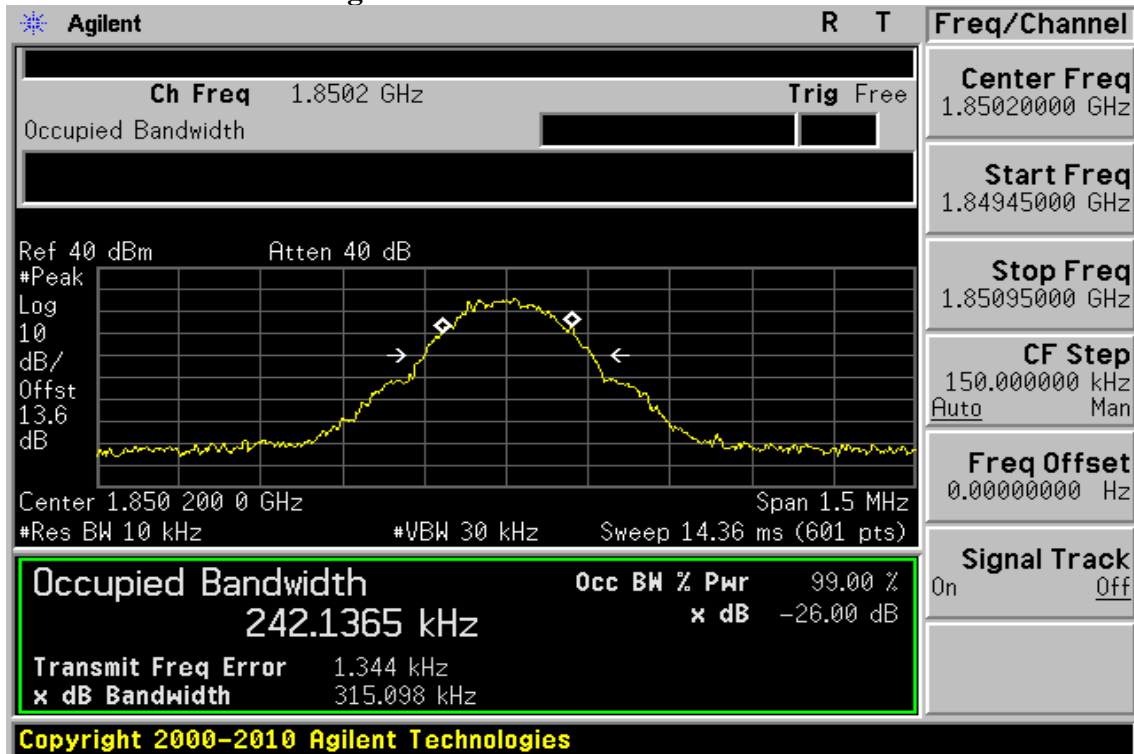 Agilent R T
Freq/Channel
Ch Freq 1.8502 GHz Trig Free
Occupied Bandwidth
Center Freq
1.85020000 GHz
Start Freq
1.84945000 GHz
Stop Freq
1.85095000 GHz
CF Step
150.000000 kHz
Auto Man
Freq Offset
0.00000000 Hz
Signal Track
On Off
Ref 40 dBm Atten 40 dB
#Peak
Log
10
dB/
Offst
13.6
dB
Center 1.850 200 0 GHz Span 1.5 MHz
#Res BW 10 kHz #VBW 30 kHz Sweep 14.36 ms (601 pts)
Occupied Bandwidth Occ BW % Pwr 99.00 %
242.1365 kHz x dB -26.00 dB
Transmit Freq Error 1.344 kHz
x dB Bandwidth 315.098 kHz
Copyright 2000-2010 Agilent Technologies